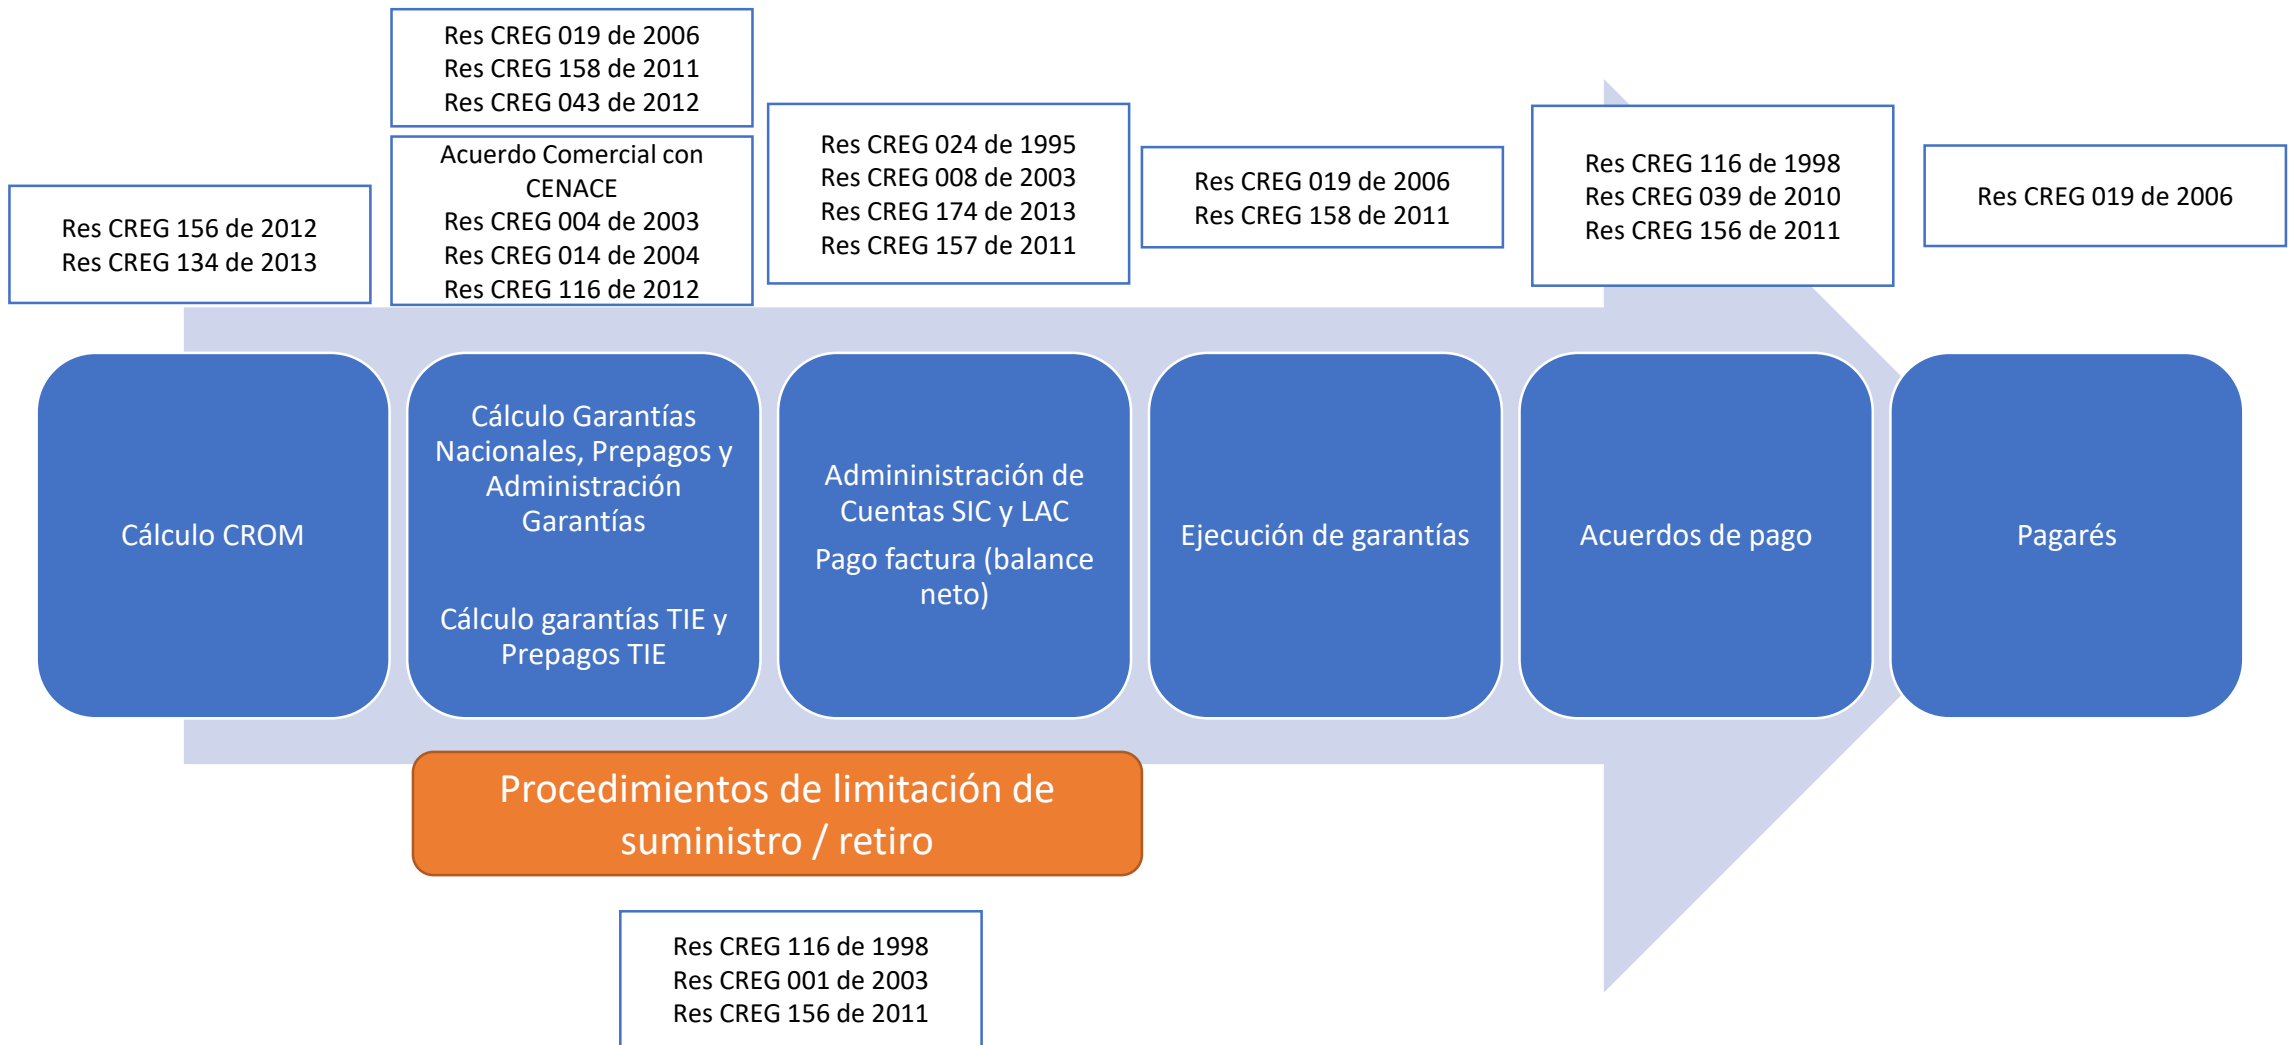 Res CREG 019 de 2006
Res CREG 158 de 2011
Res CREG 043 de 2012
Acuerdo Comercial con
CENACE
Res CREG 004 de 2003
Res CREG 014 de 2004
Res CREG 116 de 2012
Res CREG 156 de 2012
Res CREG 134 de 2013
Res CREG 024 de 1995
Res CREG 008 de 2003
Res CREG 174 de 2013
Res CREG 157 de 2011
Res CREG 019 de 2006
Res CREG 158 de 2011
Res CREG 116 de 1998
Res CREG 039 de 2010
Res CREG 156 de 2011
Res CREG 019 de 2006
Cálculo CROM
Cálculo Garantías
Nacionales, Prepagos y
Administración
Garantías
Cálculo garantías TIE y
Prepagos TIE
Admininistración de
Cuentas SIC y LAC
Pago factura (balance
neto)
Ejecución de garantías
Acuerdos de pago
Pagarés
Procedimientos de limitación de
suministro / retiro
Res CREG 116 de 1998
Res CREG 001 de 2003
Res CREG 156 de 2011